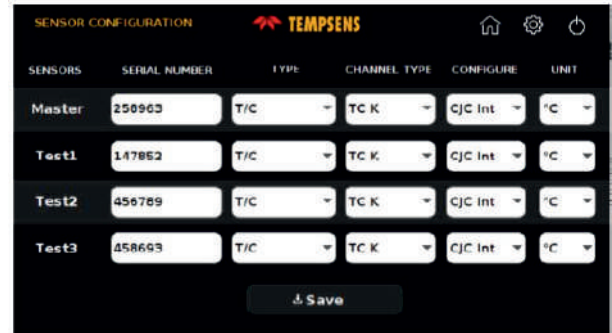 SENSOR CONFIGURATION TEMPSENS
SENSORS SERIAL NUMBER TYPE CHANNEL TYPE CONFIGURE UNIT
Master 258963 T/C TC K CJC Int °C
Test1 147852 T/C TC K CJC Int °C
Test2 456789 T/C TC K CJC Int °C
Test3 458693 T/C TC K CJC Int °C
Save